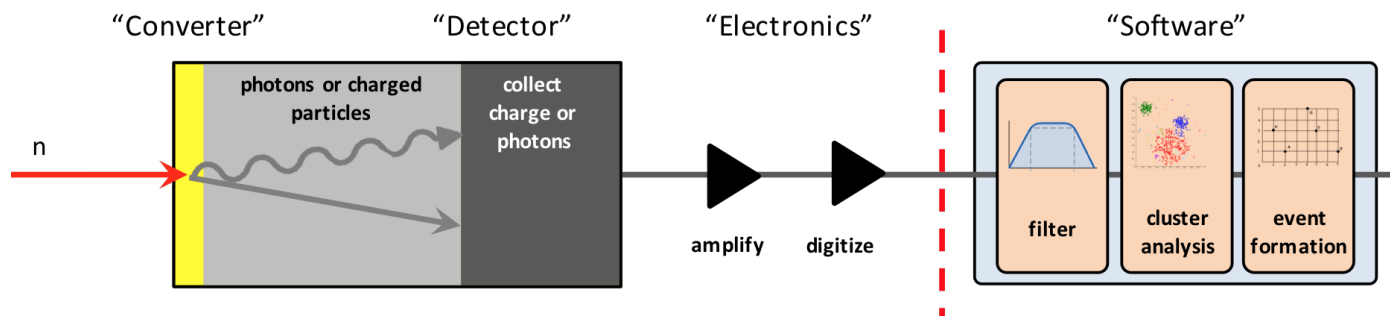 “Converter”
“Detector”
“Electronics”
“Software”
n
photons or charged
particles
collect
charge or
photons
amplify
digitize
filter
cluster
analysis
event
formation